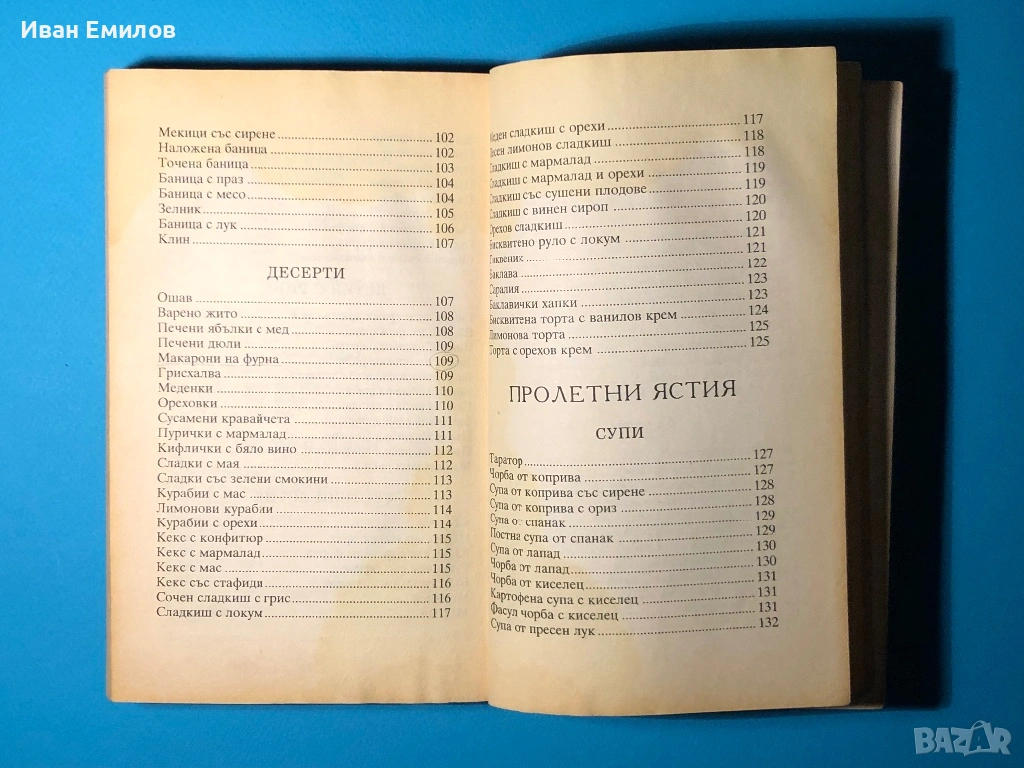 Иван Емилов
Мекици със сирене 102
Наложена баница 102
Точена баница 103
Баница с праз 104
Баница с месо 104
Зелник 105
Баница с лук 106
Клин 107
ДЕСЕРТИ
Ошав 107
Варено жито 108
Печени ябълки с мед 108
Печени дюли 109
Макарони на фурна 109
Грисхалва 109
Меденки 110
Ореховки 110
Сусамени кравайчета 111
Пурички с мармалад 111
Кифлички с бяло вино 112
Сладки с мая 112
Сладки със зелени смокини 113
Курабии с мас 113
Лимонови курабии 114
Курабии с орехи 114
Кекс с конфитюр 115
Кекс с мармалад 115
Кекс с мас 115
Кекс със стафиди 116
Сочен сладкиш с грис 116
Сладкиш с локум 117
Меден сладкиш с орехи 117
Лесен лимонов сладкиш 118
Сладкиш с мармалад 118
Сладкиш с мармалад и орехи 119
Сладкиш със сушени плодове 119
Сладкиш с винен сироп 120
Орехов сладкиш 120
Бисквитено руло с локум 121
Тиквеник 121
Баклава 122
Саралия 123
Баклавички хапки 123
Бисквитена торта с ванилов крем 124
Лимонова торта 125
Торта с орехов крем 125
ПРОЛЕТНИ ЯСТИЯ
СУПИ
Таратор 127
Чорба от коприва 127
Супа от коприва със сирене 128
Супа от коприва с ориз 128
Супа от спанак 129
Постна супа от спанак 129
Супа от лапад 130
Чорба от лапад 130
Чорба от киселец 131
Картофена супа с киселец 131
Фасул чорба с киселец 131
Супа от пресен лук 132
BAZAR